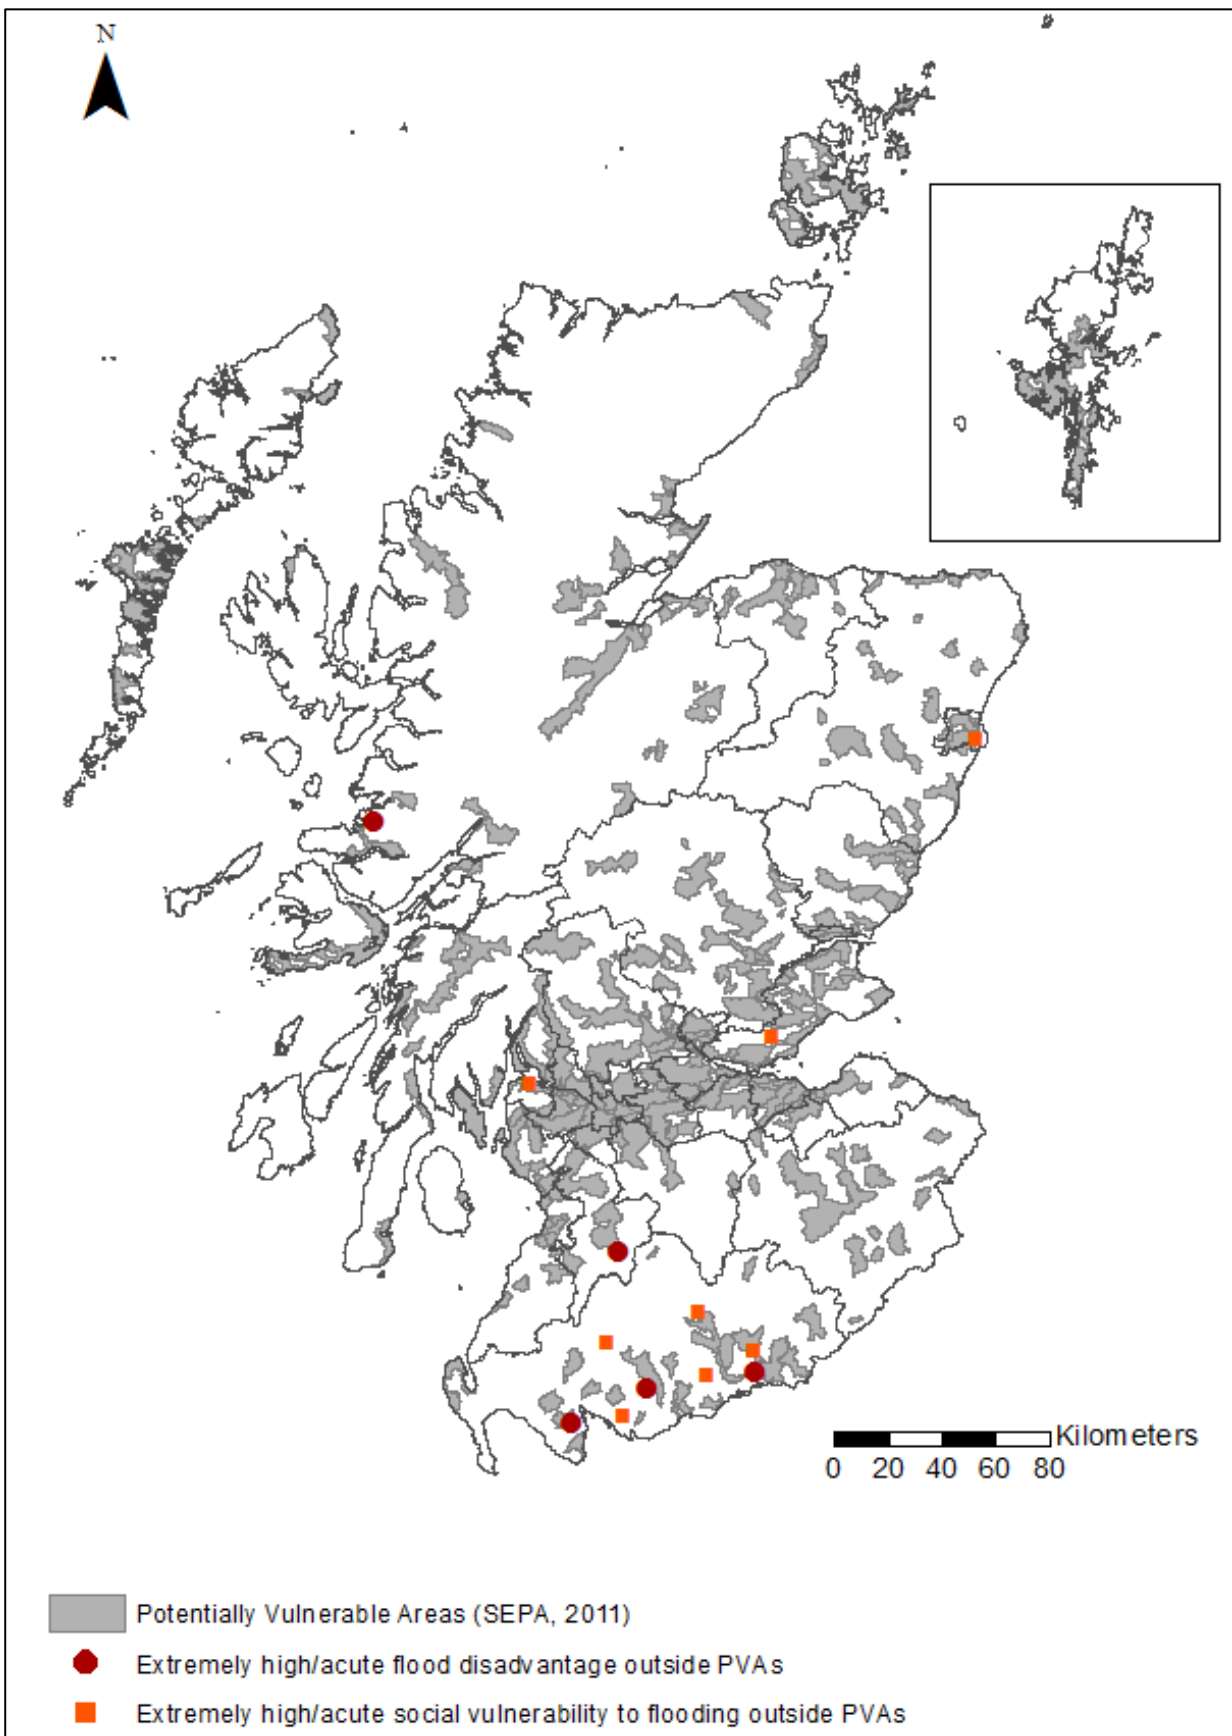 N
Kilometers
0 20 40 60 80
Potentially Vulnerable Areas (SEPA, 2011)
Extremely high/acute flood disadvantage outside PVAs
Extremely high/acute social vulnerability to flooding outside PVAs